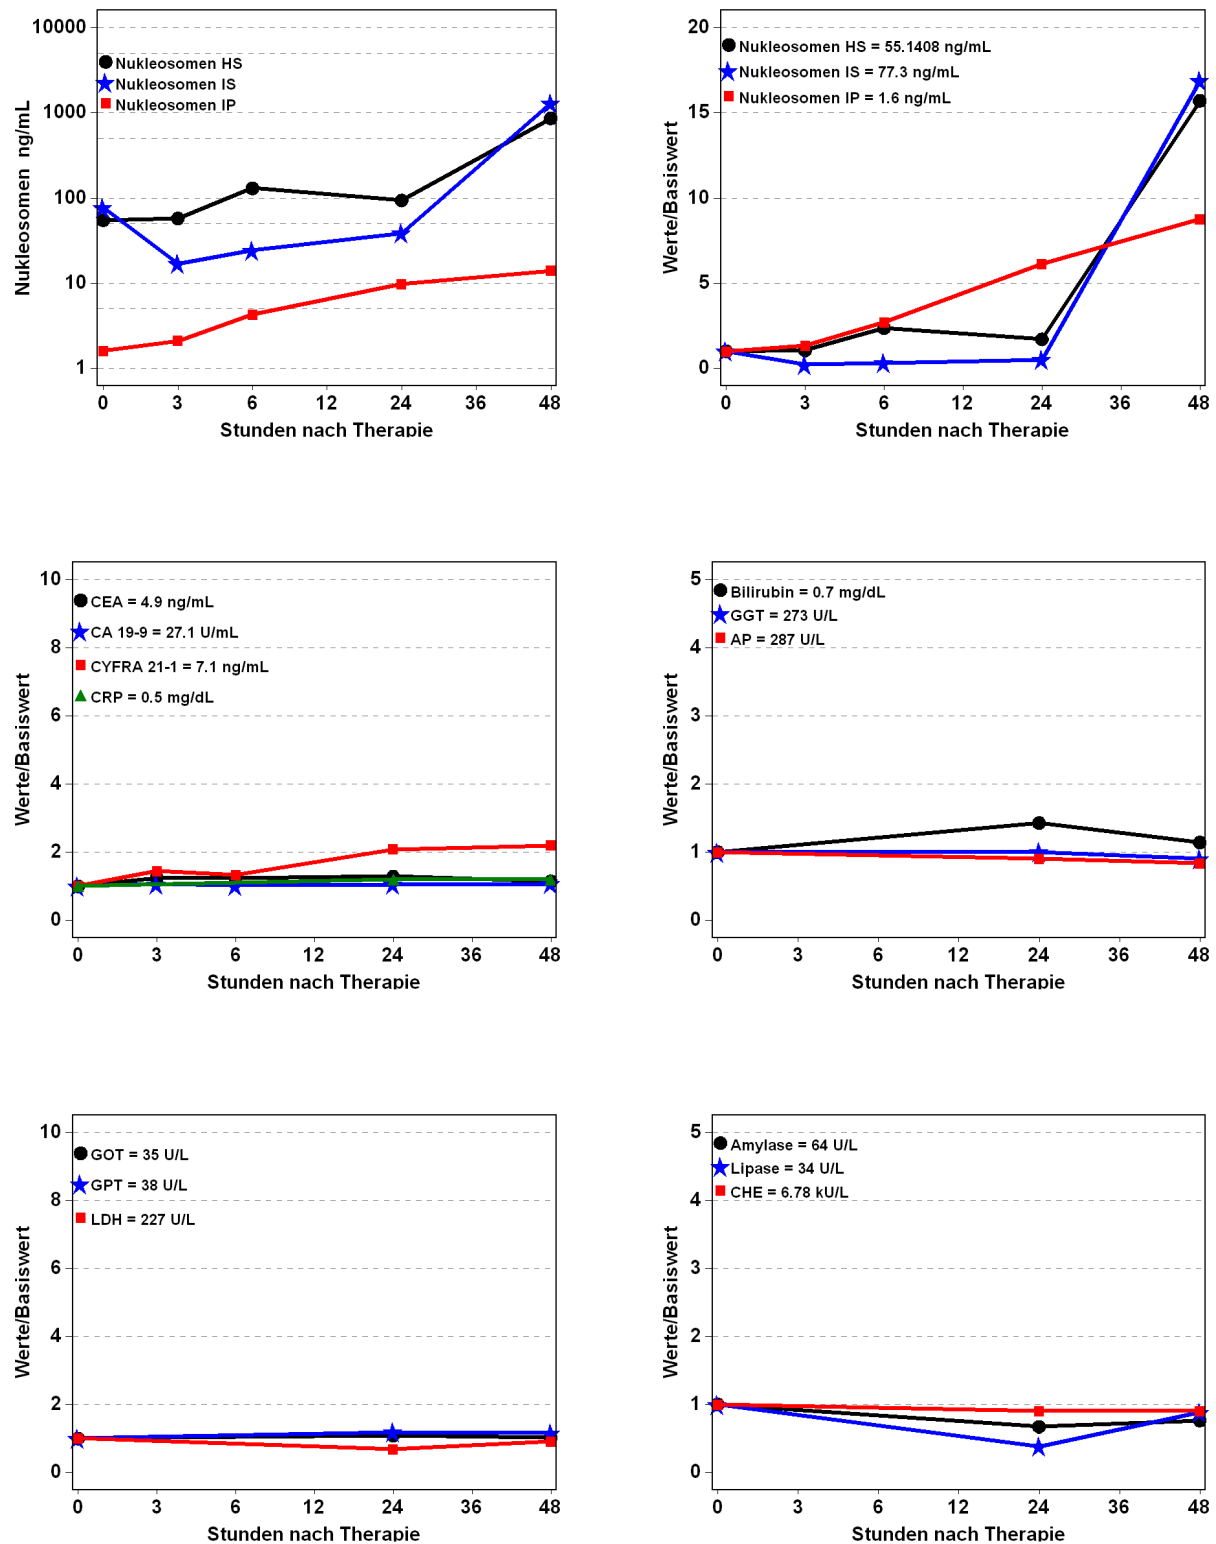 10000
1000
100
10
1
Nukleosomen ng/mL
Nukleosomen HS
Nukleosomen IS
Nukleosomen IP
0 3 6 12 24 36 48
Stunden nach Therapie
20
15
10
5
0
Werte/Basiswert
Nukleosomen HS = 55.1408 ng/mL
Nukleosomen IS = 77.3 ng/mL
Nukleosomen IP = 1.6 ng/mL
0 3 6 12 24 36 48
Stunden nach Therapie
10
8
6
4
2
0
Werte/Basiswert
CEA = 4.9 ng/mL
CA 19-9 = 27.1 U/mL
CYFRA 21-1 = 7.1 ng/mL
CRP = 0.5 mg/dL
0 3 6 12 24 36 48
Stunden nach Therapie
5
4
3
2
1
0
Werte/Basiswert
Bilirubin = 0.7 mg/dL
GGT = 273 U/L
AP = 287 U/L
0 3 6 12 24 36 48
Stunden nach Therapie
10
8
6
4
2
0
Werte/Basiswert
GOT = 35 U/L
GPT = 38 U/L
LDH = 227 U/L
0 3 6 12 24 36 48
Stunden nach Therapie
5
4
3
2
1
0
Werte/Basiswert
Amylase = 64 U/L
Lipase = 34 U/L
CHE = 6.78 kU/L
0 3 6 12 24 36 48
Stunden nach Therapie